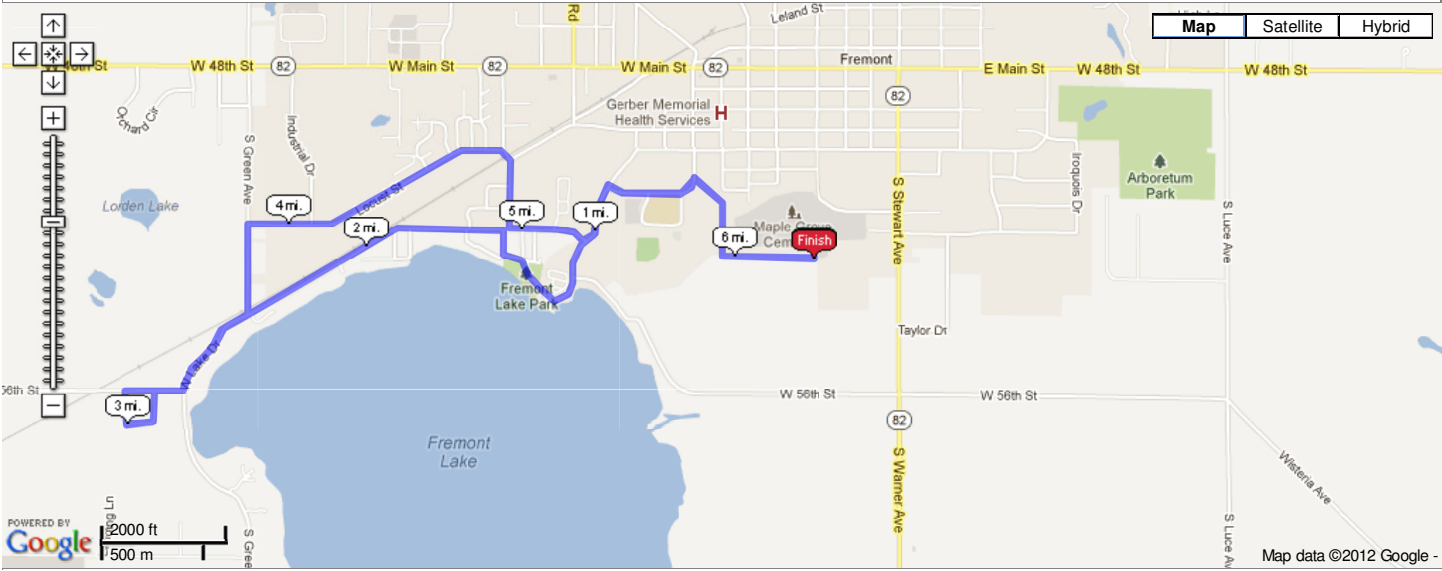 Rd
Leland St
Map
Satellite
Hybrid
W 48th St
82
W Main St
82
W Main St
82
Fremont
E Main St
W 48th St
W 48th St
82
Orchard Cir
S Green Ave
Industrial Dr
Gerber Memorial
Health Services
H
Iroquois Dr
Arboretum
Park
Lorden Lake
4 mi.
Locust St
2 mi.
5 mi.
1 mi.
6 mi.
Maple Grove
Finish
S Stewart Ave
S Luce Ave
Fremont
Lake Park
Taylor Dr
W Lake Dr
56th St
3 mi.
W 56th St
W 56th St
82
Fremont
Lake
S Warner Ave
Wisteria Ave
S Luce Av
S Gree
POWERED BY
Google
2000 ft
500 m
Map data ©2012 Google -